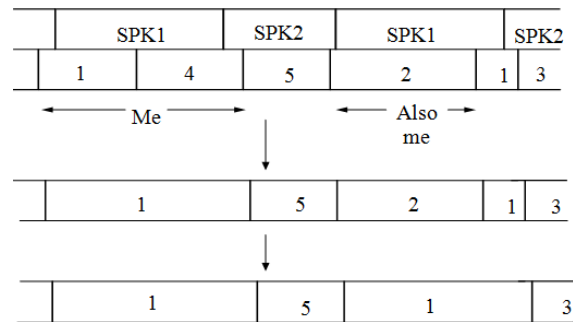 SPK1 SPK2 SPK1 SPK2
1 4 5 2 1 3
Me Also
me
1 5 2 1 3
1 5 1 3